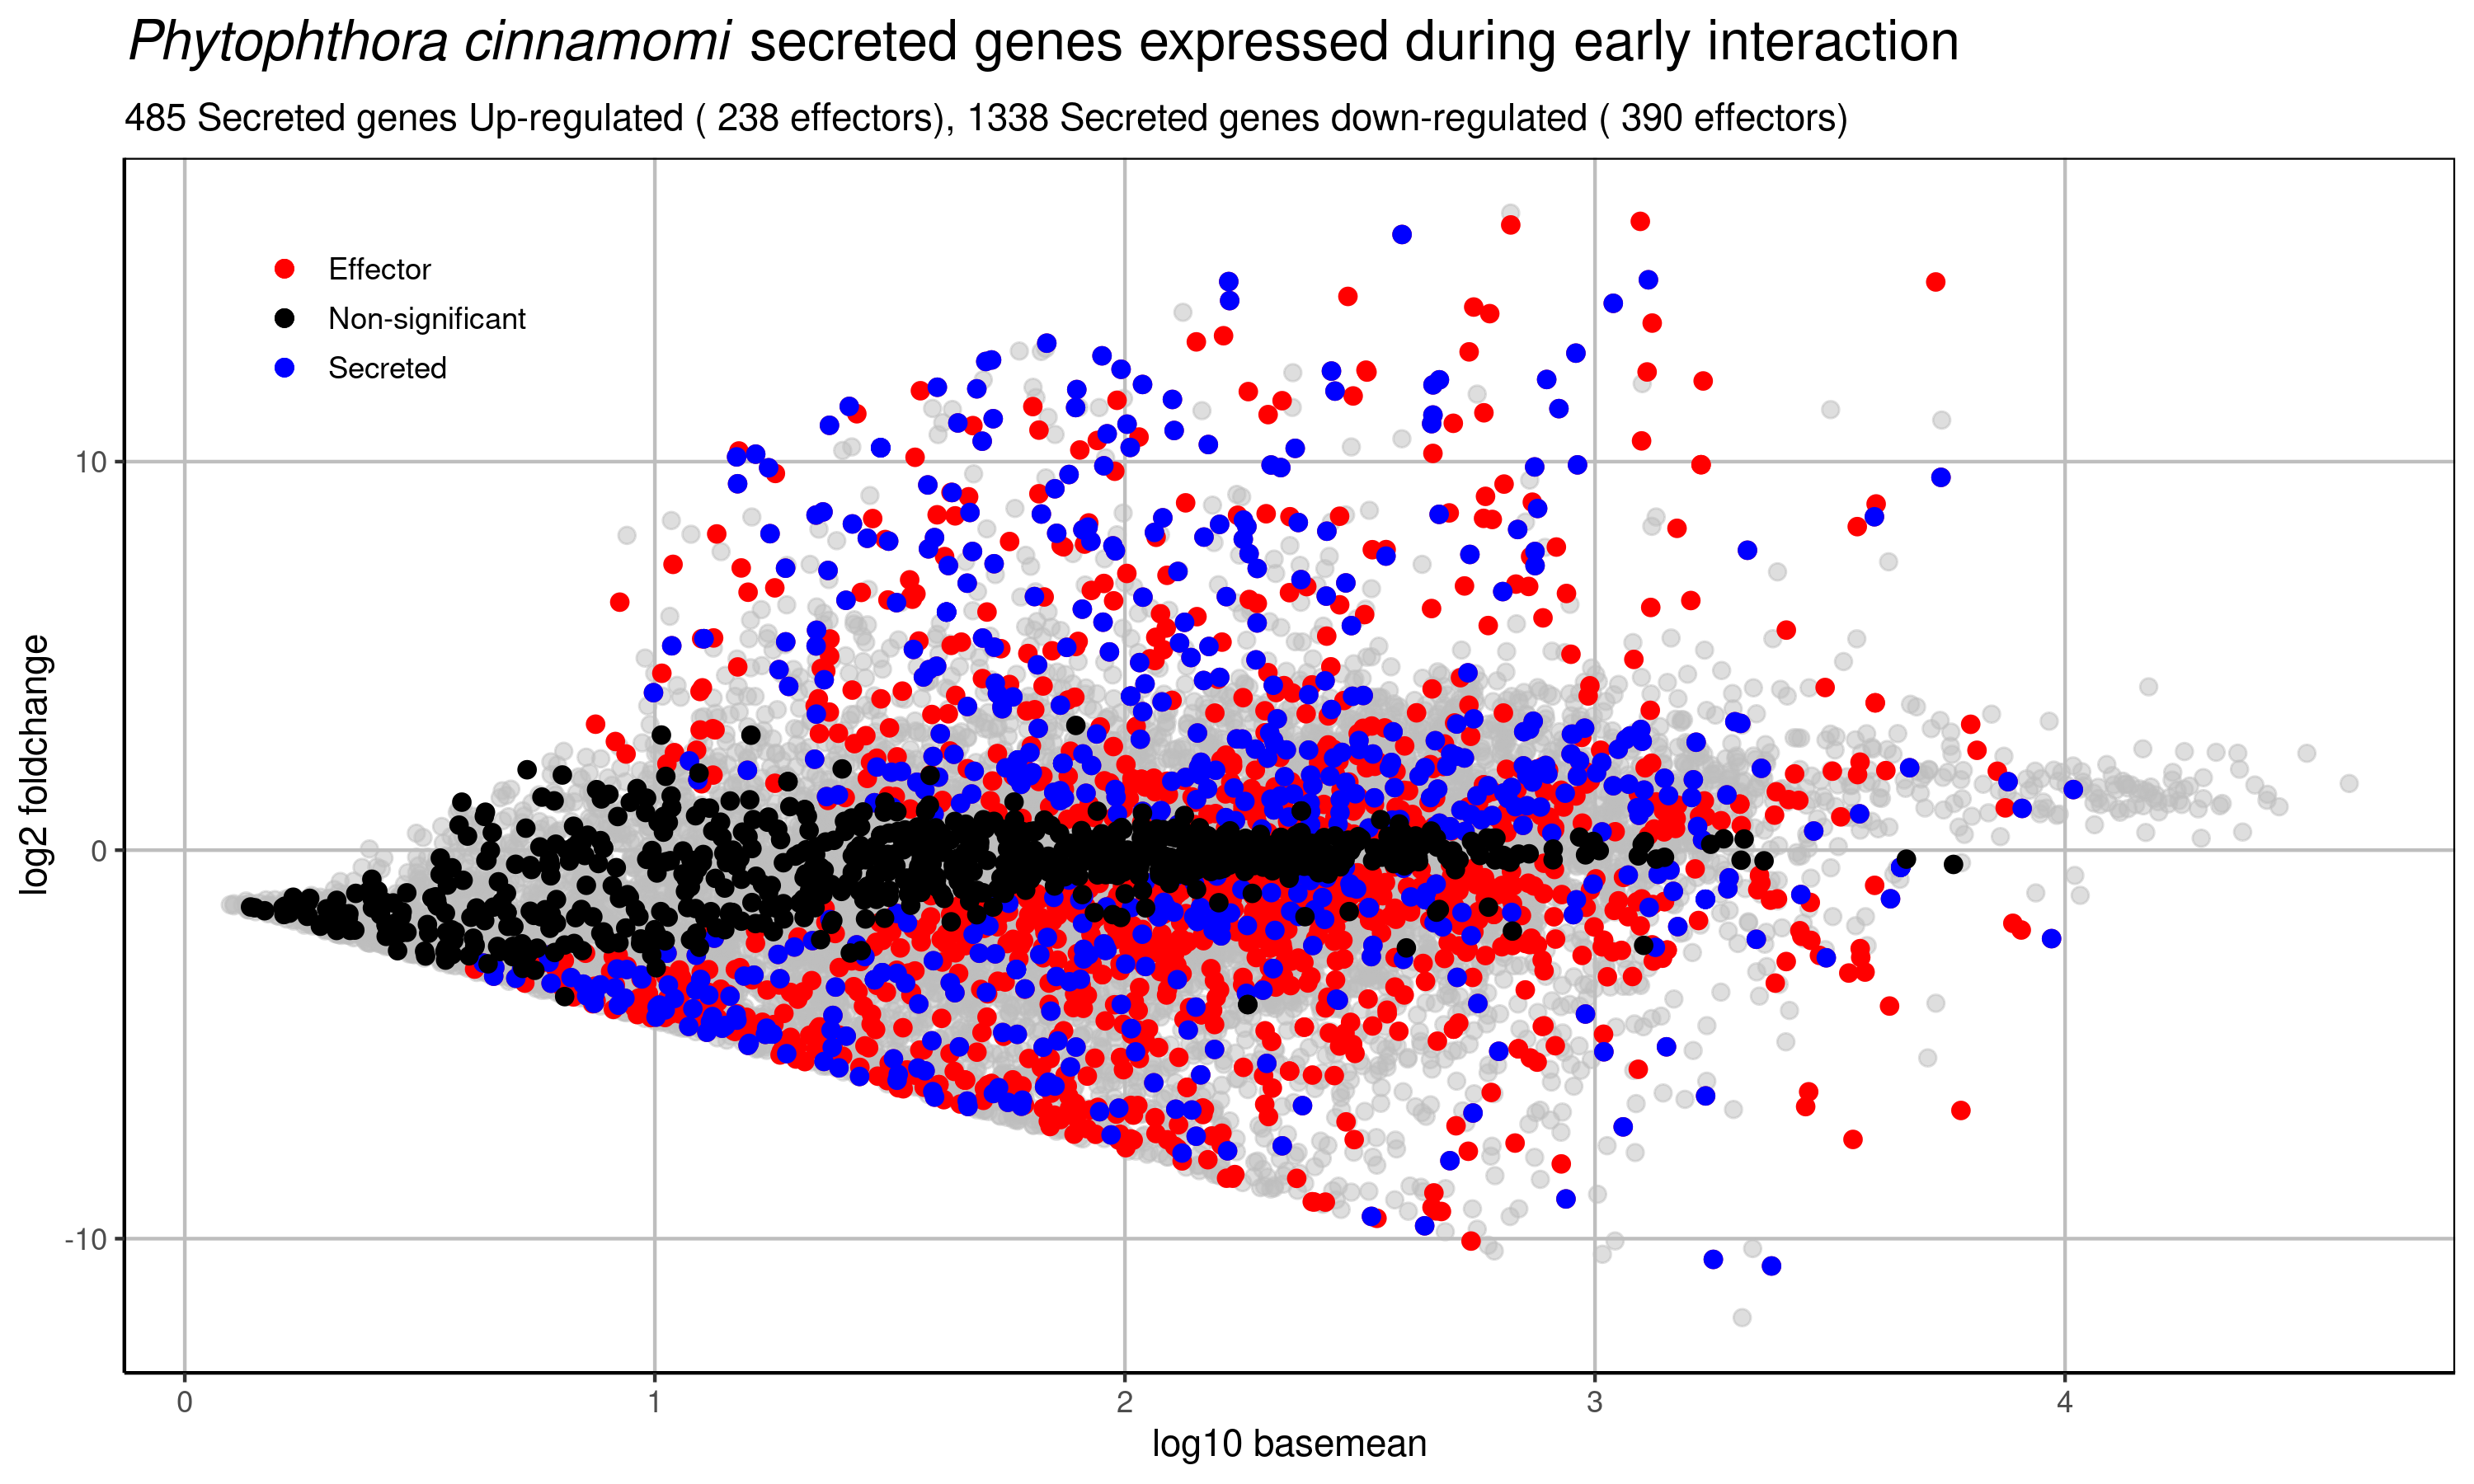 Phytophthora cinnamomi secreted genes expressed during early interaction
485 Secreted genes Up-regulated ( 238 effectors), 1338 Secreted genes down-regulated ( 390 effectors)
Effector
Non-significant
Secreted
10
0
-10
log2 foldchange
0
1
2
3
4
log10 basemean